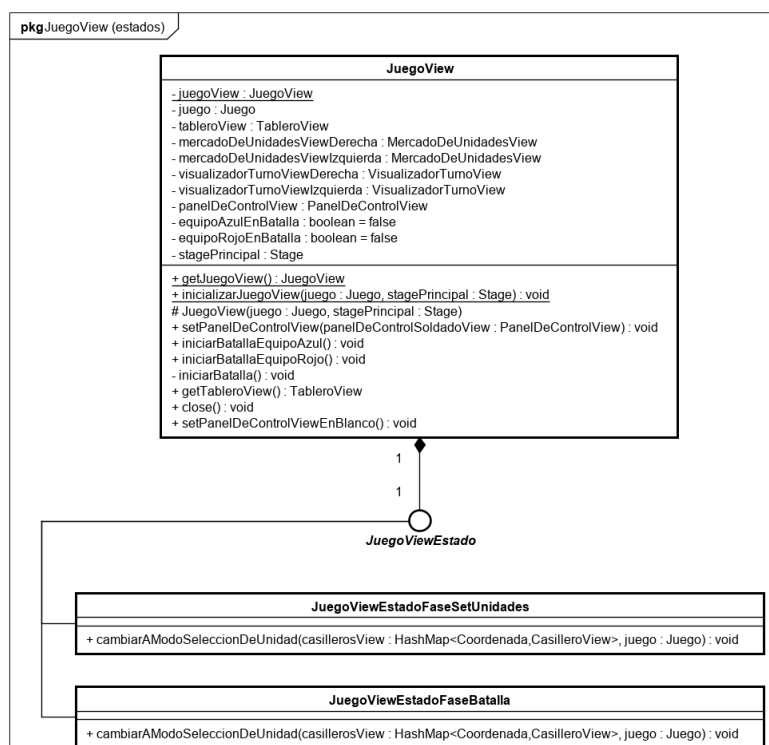 pkg JuegoView (estados)
JuegoView
- juegoView : JuegoView
- juego : Juego
- tableroView : TableroView
- mercadoDeUnidadesViewDerecha : MercadoDeUnidadesView
- mercadoDeUnidadesViewIzquierda : MercadoDeUnidadesView
- visualizadorTurnoViewDerecha : VisualizadorTurnoView
- visualizadorTurnoViewIzquierda : VisualizadorTurnoView
- panelDeControlView : PanelDeControlView
- equipoAzulEnBatalla : boolean = false
- equipoRojoEnBatalla : boolean = false
- stagePrincipal : Stage
+ getJuegoView() : JuegoView
+ inicializarJuegoView(juego : Juego, stagePrincipal : Stage) : void
# JuegoView(juego : Juego, stagePrincipal : Stage)
+ setPanelDeControlView(panelDeControlSoldadoView : PanelDeControlView) : void
+ iniciarBatallaEquipoAzul() : void
+ iniciarBatallaEquipoRojo() : void
- iniciarBatalla() : void
+ getTableroView() : TableroView
+ close() : void
+ setPanelDeControlViewEnBlanco() : void
1
1
JuegoViewEstado
JuegoViewEstadoFaseSetUnidades
+ cambiarAModoSeleccionDeUnidad(casillerosView : HashMap<Coordenada,CasilleroView>, juego : Juego) : void
JuegoViewEstadoFaseBatalla
+ cambiarAModoSeleccionDeUnidad(casillerosView : HashMap<Coordenada,CasilleroView>, juego : Juego) : void